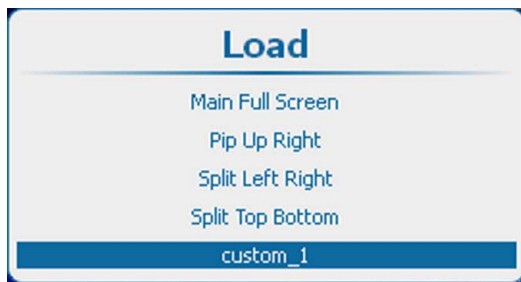 Load
Main Full Screen
Pip Up Right
Split Left Right
Split Top Bottom
custom_1